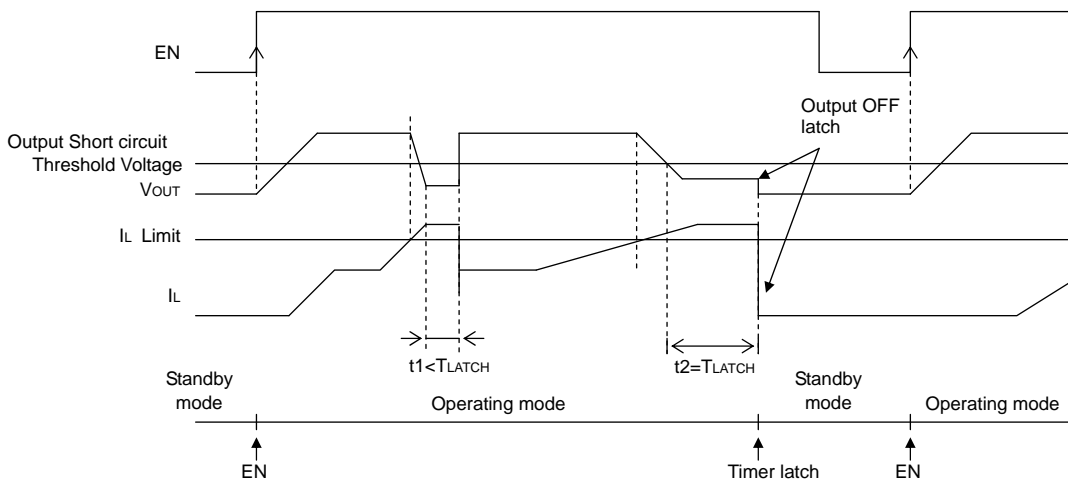 EN
Output OFF
latch
Output Short circuit
Threshold Voltage
VOUT
IL Limit
IL
t1<TLATCH
t2=TLATCH
Standby
mode
Operating mode
Standby
mode
Operating mode
EN
Timer latch
EN